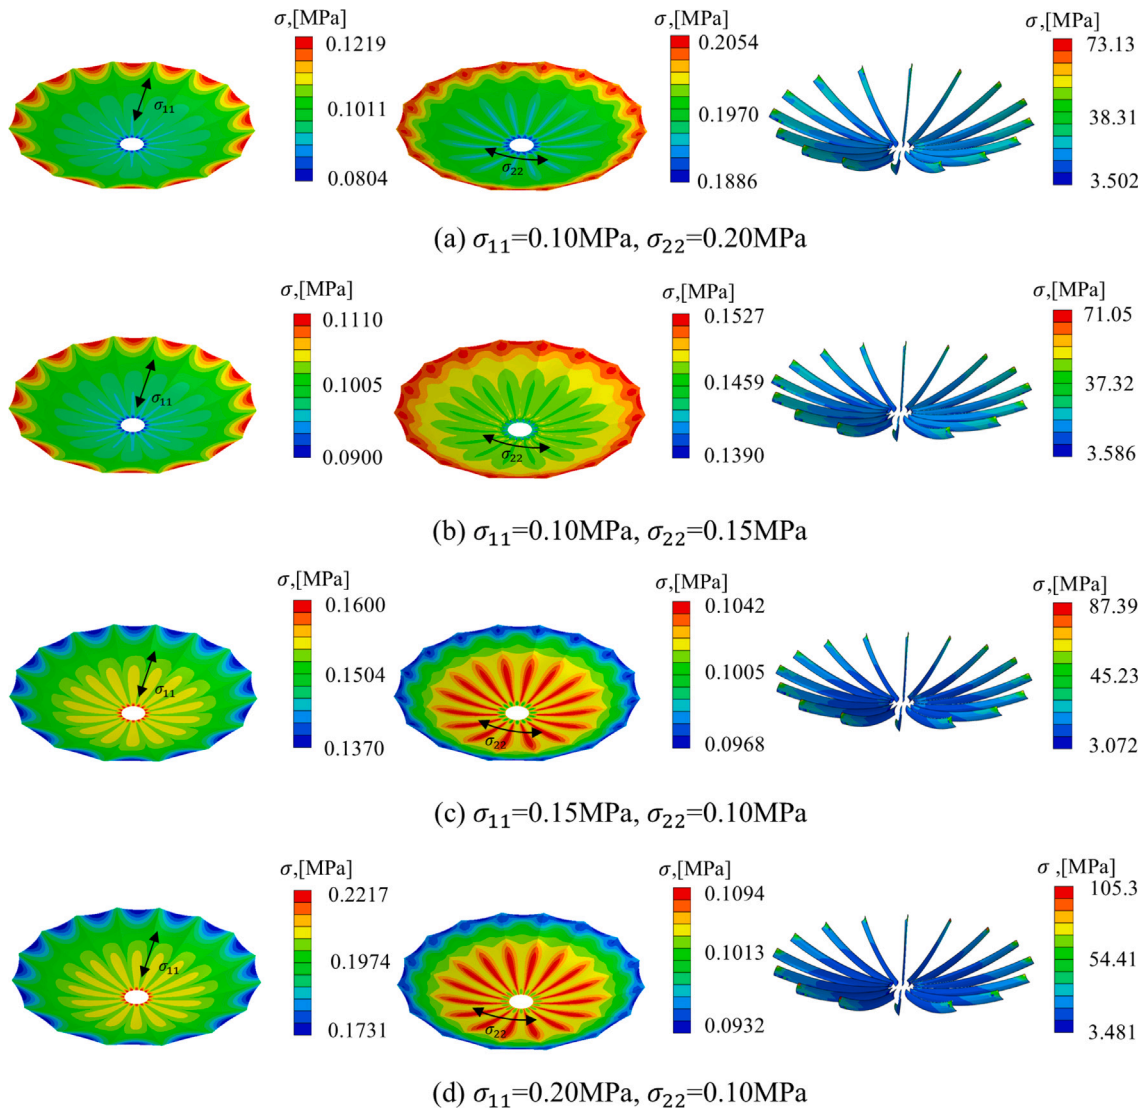 σ,[MPa]
0.1219
0.1011
0.0804
σ₁₁
σ,[MPa]
0.2054
0.1970
0.1886
σ₂₂
σ,[MPa]
73.13
38.31
3.502
(a) σ₁₁=0.10MPa, σ₂₂=0.20MPa
σ,[MPa]
0.1110
0.1005
0.0900
σ₁₁
σ,[MPa]
0.1527
0.1459
0.1390
σ₂₂
σ,[MPa]
71.05
37.32
3.586
(b) σ₁₁=0.10MPa, σ₂₂=0.15MPa
σ,[MPa]
0.1600
0.1504
0.1370
σ₁₁
σ,[MPa]
0.1042
0.1005
0.0968
σ₂₂
σ,[MPa]
87.39
45.23
3.072
(c) σ₁₁=0.15MPa, σ₂₂=0.10MPa
σ,[MPa]
0.2217
0.1974
0.1731
σ₁₁
σ,[MPa]
0.1094
0.1013
0.0932
σ₂₂
σ ,[MPa]
105.3
54.41
3.481
(d) σ₁₁=0.20MPa, σ₂₂=0.10MPa